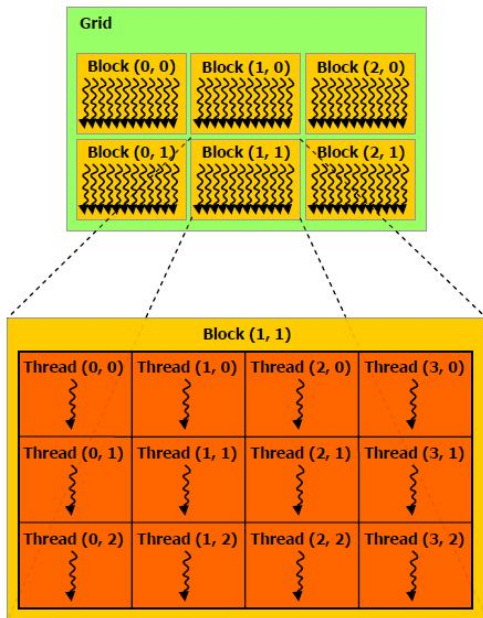 Grid
Block (0, 0) Block (1, 0) Block (2, 0)
Block (0, 1) Block (1, 1) Block (2, 1)
Block (1, 1)
Thread (0, 0) Thread (1, 0) Thread (2, 0) Thread (3, 0)
Thread (0, 1) Thread (1, 1) Thread (2, 1) Thread (3, 1)
Thread (0, 2) Thread (1, 2) Thread (2, 2) Thread (3, 2)